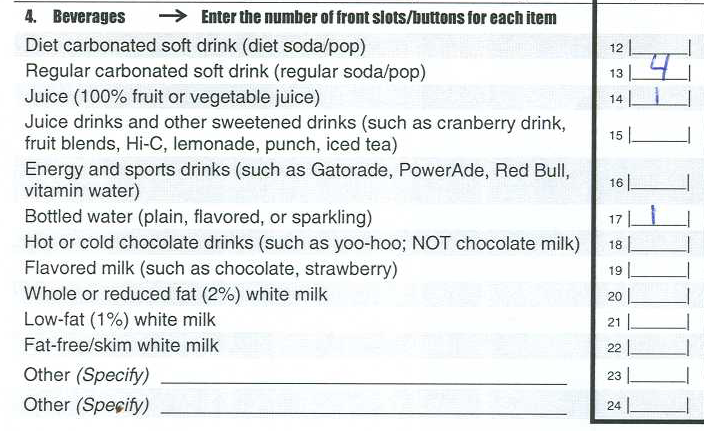 4. Beverages → Enter the number of front slots/buttons for each item
Diet carbonated soft drink (diet soda/pop) 12
Regular carbonated soft drink (regular soda/pop) 13 4
Juice (100% fruit or vegetable juice) 14 1
Juice drinks and other sweetened drinks (such as cranberry drink,
fruit blends, Hi-C, lemonade, punch, iced tea) 15
Energy and sports drinks (such as Gatorade, PowerAde, Red Bull,
vitamin water) 16
Bottled water (plain, flavored, or sparkling) 17 1
Hot or cold chocolate drinks (such as yoo-hoo; NOT chocolate milk) 18
Flavored milk (such as chocolate, strawberry) 19
Whole or reduced fat (2%) white milk 20
Low-fat (1%) white milk 21
Fat-free/skim white milk 22
Other (Specify) 23
Other (Specify) 24